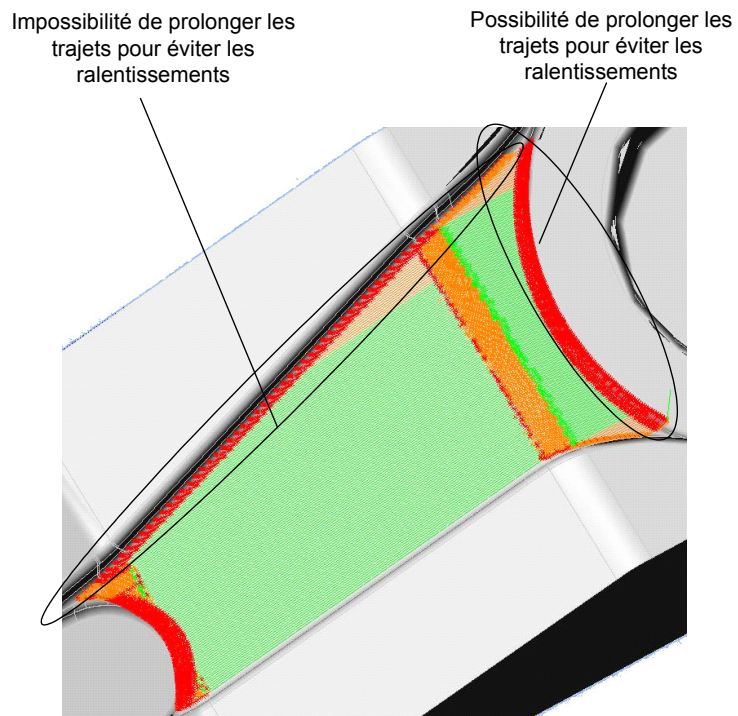 Impossibilité de prolonger les
trajets pour éviter les
ralentissements
Possibilité de prolonger les
trajets pour éviter les
ralentissements